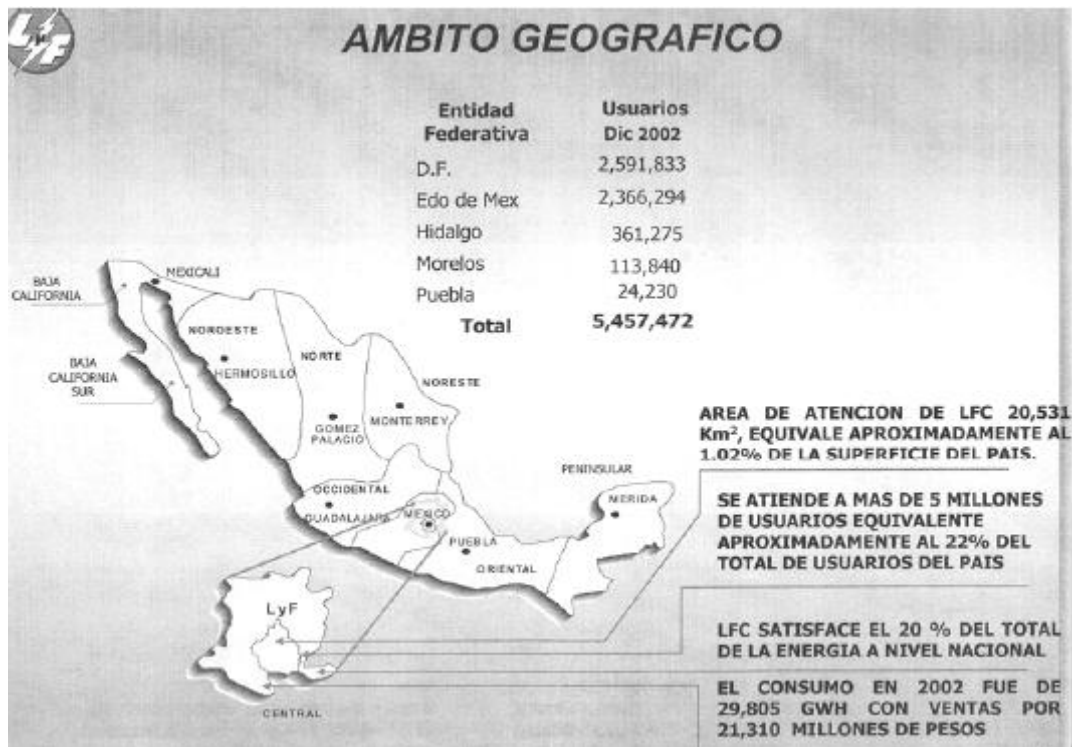 LyF
AMBITO GEOGRAFICO
Entidad Federativa Usuarios Dic 2002
D.F. 2,591,833
Edo de Mex 2,366,294
Hidalgo 361,275
Morelos 113,840
Puebla 24,230
Total 5,457,472
BAJA
CALIFORNIA
MEXICALI
NOROESTE
HERMOSILLO
BAJA
CALIFORNIA
SUR
NORTE
GOMEZ
PALACIO
NORESTE
MONTERREY
OCCIDENTAL
GUADALAJARA
MEXICO
PUEBLA
ORIENTAL
PENINSULAR
MERIDA
LyF
CENTRAL
AREA DE ATENCION DE LFC 20,531
Km², EQUIVALE APROXIMADAMENTE AL
1.02% DE LA SUPERFICIE DEL PAIS.
SE ATIENDE A MAS DE 5 MILLONES
DE USUARIOS EQUIVALENTE
APROXIMADAMENTE AL 22% DEL
TOTAL DE USUARIOS DEL PAIS
LFC SATISFACE EL 20 % DEL TOTAL
DE LA ENERGIA A NIVEL NACIONAL
EL CONSUMO EN 2002 FUE DE
29,805 GWH CON VENTAS POR
21,310 MILLONES DE PESOS